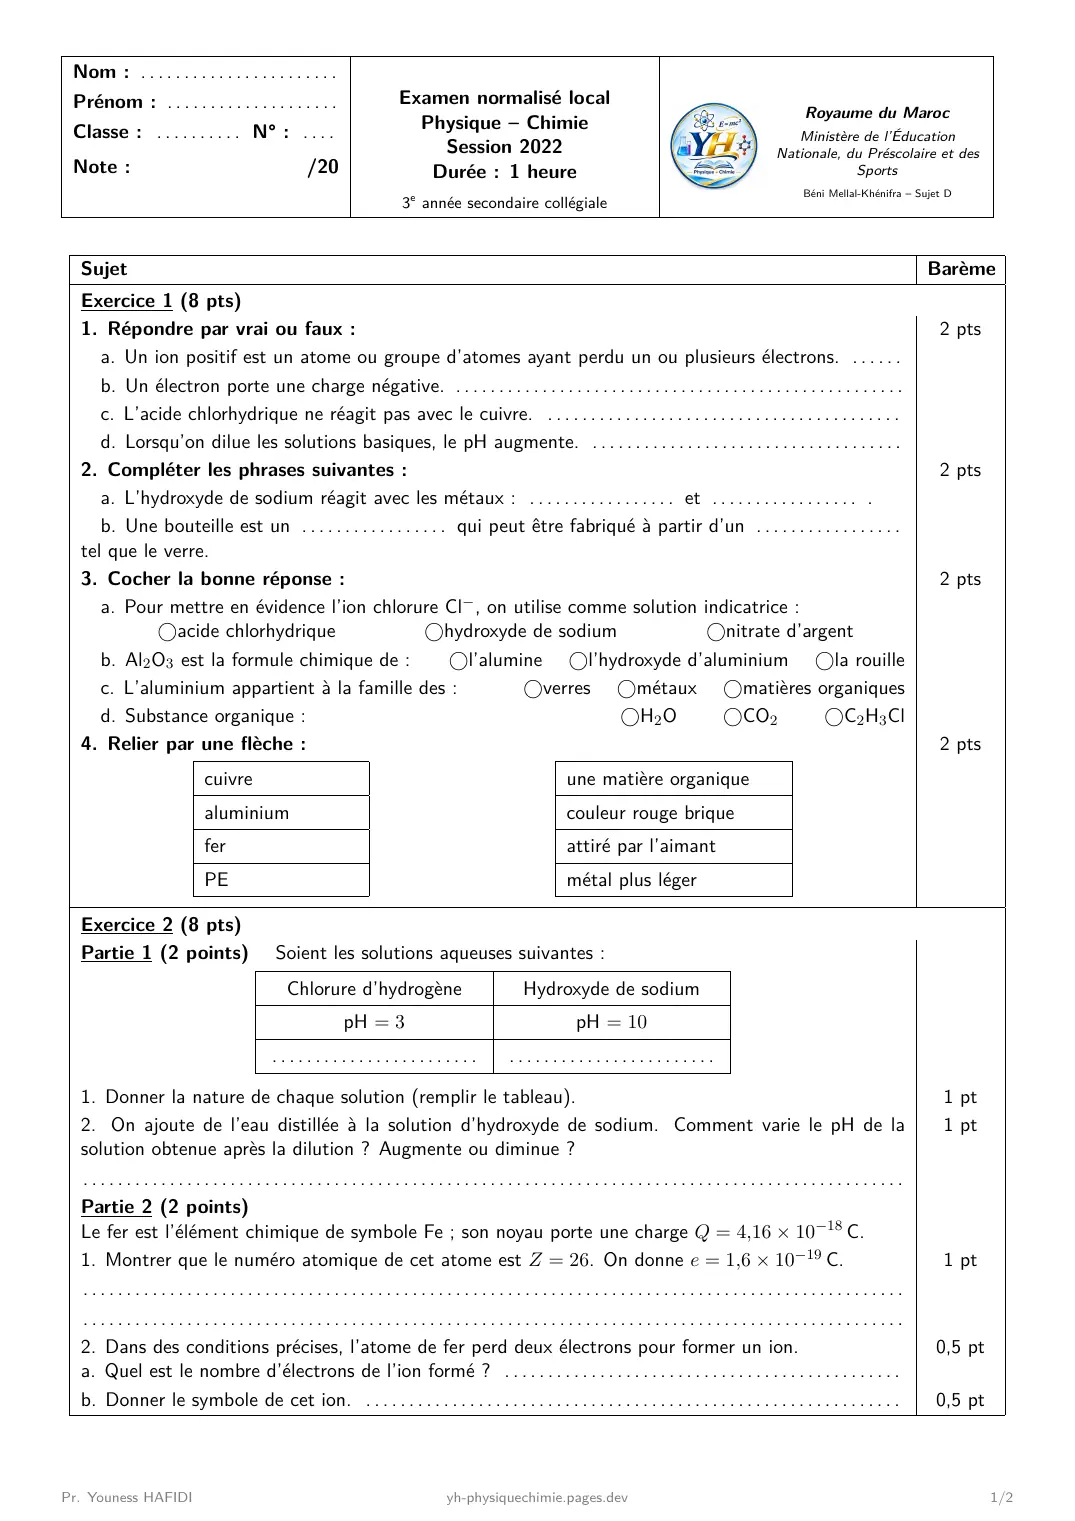 Nom : .......................
Prénom : ....................
Classe : .......... N° : ....
Note : /20
Examen normalisé local
Physique – Chimie
Session 2022
Durée : 1 heure
3e année secondaire collégiale
E=mc²
YH
Physique - Chimie
Royaume du Maroc
Ministère de l'Éducation
Nationale, du Préscolaire et des
Sports
Béni Mellal-Khénifra – Sujet D
Sujet Barème
Exercice 1 (8 pts)
1. Répondre par vrai ou faux : 2 pts
a. Un ion positif est un atome ou groupe d'atomes ayant perdu un ou plusieurs électrons. ......
b. Un électron porte une charge négative. ....................................................
c. L'acide chlorhydrique ne réagit pas avec le cuivre. .........................................
d. Lorsqu'on dilue les solutions basiques, le pH augmente. ....................................
2. Compléter les phrases suivantes : 2 pts
a. L'hydroxyde de sodium réagit avec les métaux : ................. et ................. .
b. Une bouteille est un ................. qui peut être fabriqué à partir d'un .................
tel que le verre.
3. Cocher la bonne réponse : 2 pts
a. Pour mettre en évidence l'ion chlorure Cl⁻, on utilise comme solution indicatrice :
◯acide chlorhydrique ◯hydroxyde de sodium ◯nitrate d'argent
b. Al₂O₃ est la formule chimique de : ◯l'alumine ◯l'hydroxyde d'aluminium ◯la rouille
c. L'aluminium appartient à la famille des : ◯verres ◯métaux ◯matières organiques
d. Substance organique : ◯H₂O ◯CO₂ ◯C₂H₃Cl
4. Relier par une flèche : 2 pts
cuivre une matière organique
aluminium couleur rouge brique
fer attiré par l'aimant
PE métal plus léger
Exercice 2 (8 pts)
Partie 1 (2 points) Soient les solutions aqueuses suivantes :
Chlorure d'hydrogène Hydroxyde de sodium
pH = 3 pH = 10
........................ ........................
1. Donner la nature de chaque solution (remplir le tableau). 1 pt
2. On ajoute de l'eau distillée à la solution d'hydroxyde de sodium. Comment varie le pH de la 1 pt
solution obtenue après la dilution ? Augmente ou diminue ?
................................................................................................
Partie 2 (2 points)
Le fer est l'élément chimique de symbole Fe ; son noyau porte une charge Q = 4,16 × 10⁻¹⁸ C.
1. Montrer que le numéro atomique de cet atome est Z = 26. On donne e = 1,6 × 10⁻¹⁹ C. 1 pt
................................................................................................
................................................................................................
2. Dans des conditions précises, l'atome de fer perd deux électrons pour former un ion. 0,5 pt
a. Quel est le nombre d'électrons de l'ion formé ? ..............................................
b. Donner le symbole de cet ion. .............................................................. 0,5 pt
Pr. Youness HAFIDI yh-physiquechimie.pages.dev 1/2